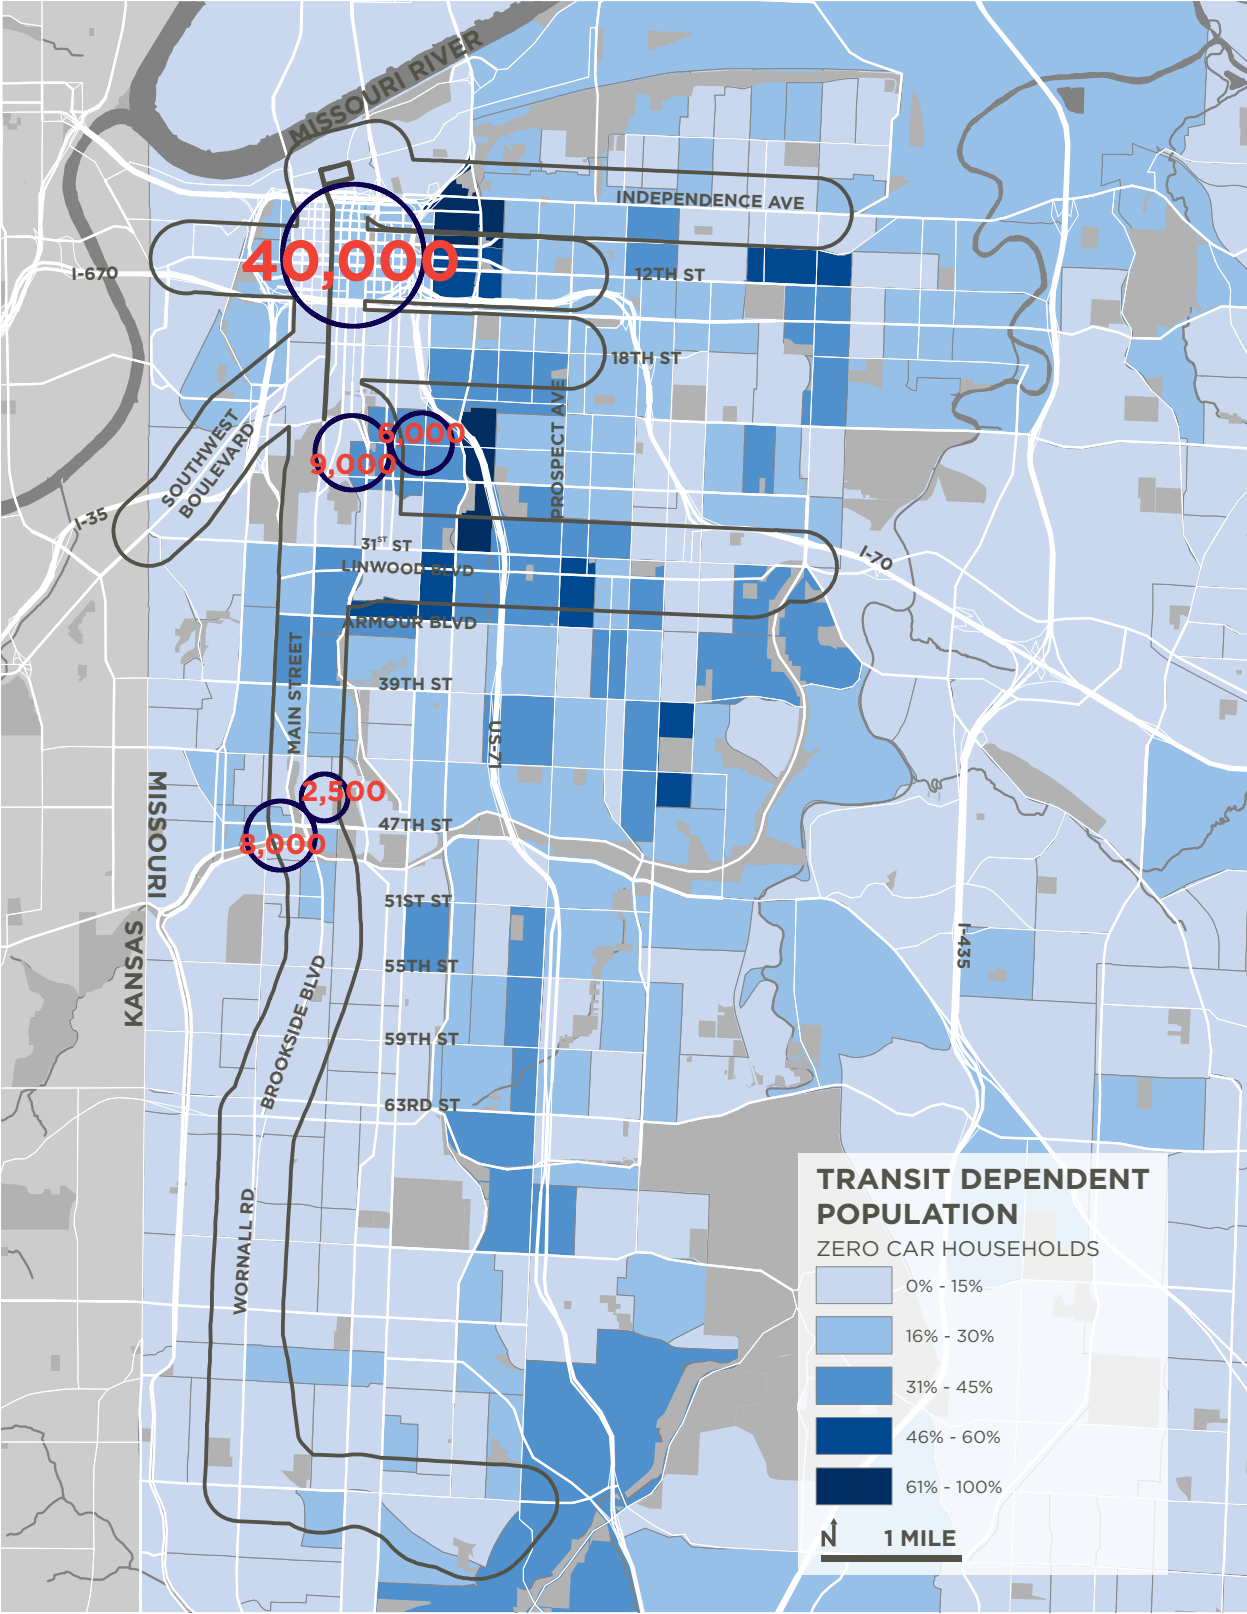 MISSOURI RIVER
INDEPENDENCE AVE
40,000
I-670
12TH ST
18TH ST
PROSPECT AVE
SOUTHWEST
BOULEVARD
6,000
9,000
I-35
31ST ST
LINWOOD BLVD
I-70
ARMOUR BLVD
MAIN STREET
39TH ST
US-71
2,500
47TH ST
8,000
MISSOURI
KANSAS
51ST ST
I-435
55TH ST
BROOKSIDE BLVD
59TH ST
63RD ST
WORNALL RD
TRANSIT DEPENDENT
POPULATION
ZERO CAR HOUSEHOLDS
0% - 15%
16% - 30%
31% - 45%
46% - 60%
61% - 100%
N
1 MILE